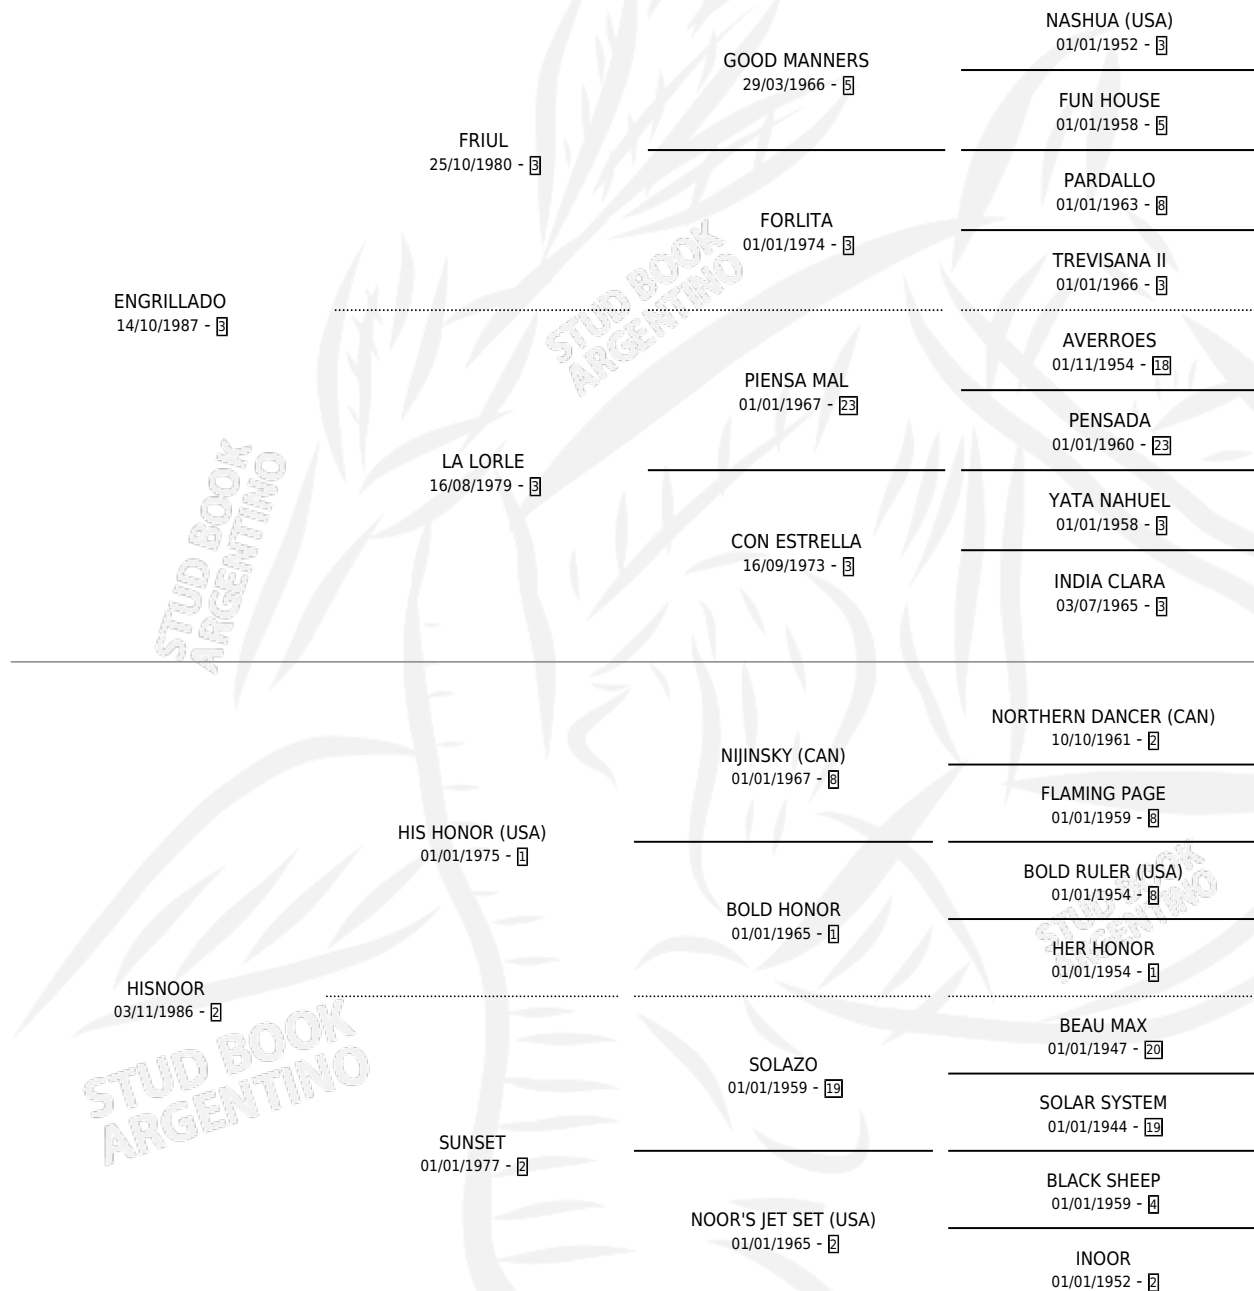 NASHUA (USA)
01/01/1952 - 3
GOOD MANNERS
29/03/1966 - 5
FUN HOUSE
01/01/1958 - 5
FRIUL
25/10/1980 - 3
PARDALLO
01/01/1963 - 8
FORLITA
01/01/1974 - 3
TREVISANA II
01/01/1966 - 3
ENGRILLADO
14/10/1987 - 3
AVERROES
01/11/1954 - 18
PIENSA MAL
01/01/1967 - 23
PENSADA
01/01/1960 - 23
LA LORLE
16/08/1979 - 3
YATA NAHUEL
01/01/1958 - 3
CON ESTRELLA
16/09/1973 - 3
INDIA CLARA
03/07/1965 - 3
NORTHERN DANCER (CAN)
10/10/1961 - 2
NIJINSKY (CAN)
01/01/1967 - 8
FLAMING PAGE
01/01/1959 - 8
HIS HONOR (USA)
01/01/1975 - 1
BOLD RULER (USA)
01/01/1954 - 8
BOLD HONOR
01/01/1965 - 1
HER HONOR
01/01/1954 - 1
HISNOOR
03/11/1986 - 2
BEAU MAX
01/01/1947 - 20
SOLAZO
01/01/1959 - 19
SOLAR SYSTEM
01/01/1944 - 19
SUNSET
01/01/1977 - 2
BLACK SHEEP
01/01/1959 - 4
NOOR'S JET SET (USA)
01/01/1965 - 2
INOOR
01/01/1952 - 2
STUD BOOK
ARGENTINO
STUD BOOK
ARGENTINO
STUD BOOK
ARGENTINO
STUD BOOK
ARGENTINO